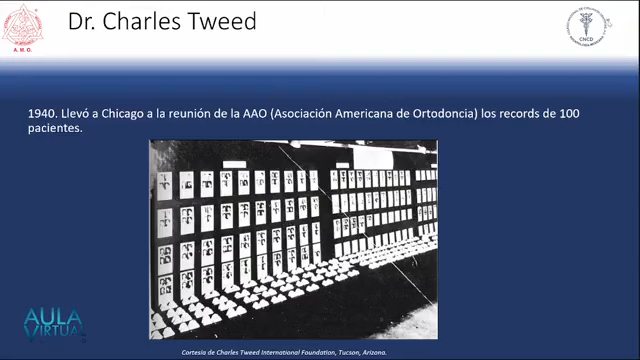 Dr. Charles Tweed
A.M.O.
CNCD
1940. Llevó a Chicago a la reunión de la AAO (Asociación Americana de Ortodoncia) los records de 100
pacientes.
AULA
VIRTUAL
Cortesía de Charles Tweed International Foundation, Tucson, Arizona.